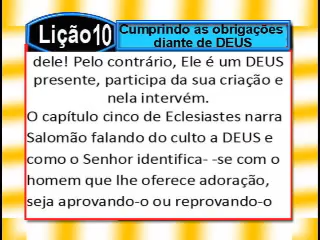 Lição10
Cumprindo as obrigações
diante de DEUS
dele! Pelo contrário, Ele é um DEUS
presente, participa da sua criação e
nela intervém.
O capítulo cinco de Eclesiastes narra
Salomão falando do culto a DEUS e
como o Senhor identifica- -se com o
homem que lhe oferece adoração,
seja aprovando-o ou reprovando-o